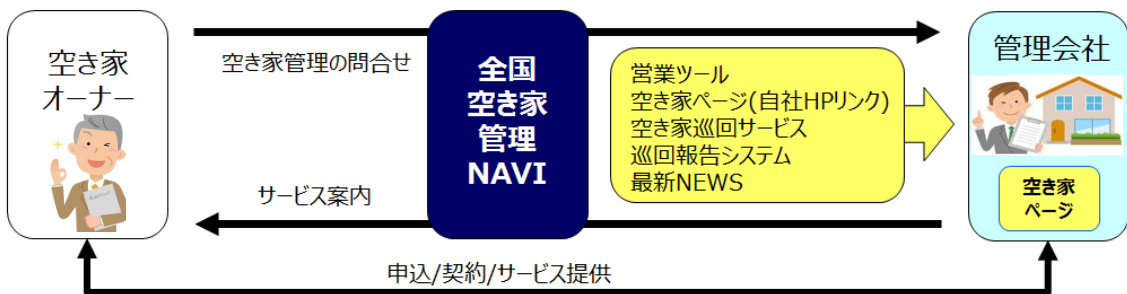 空き家
オーナー
空き家管理の問合せ
サービス案内
全国
空き家
管理
NAVI
営業ツール
空き家ページ(自社HPリンク)
空き家巡回サービス
巡回報告システム
最新NEWS
管理会社
空き家
ページ
申込/契約/サービス提供